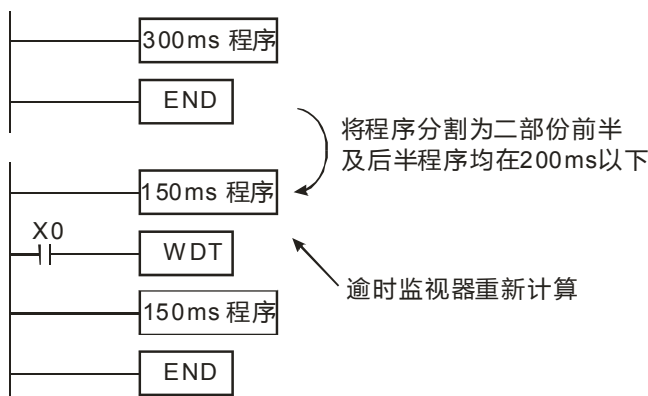 300ms 程序
END
将程序分割为二部份前半
及后半程序均在200ms以下
150ms 程序
X0
WDT
逾时监视器重新计算
150ms 程序
END